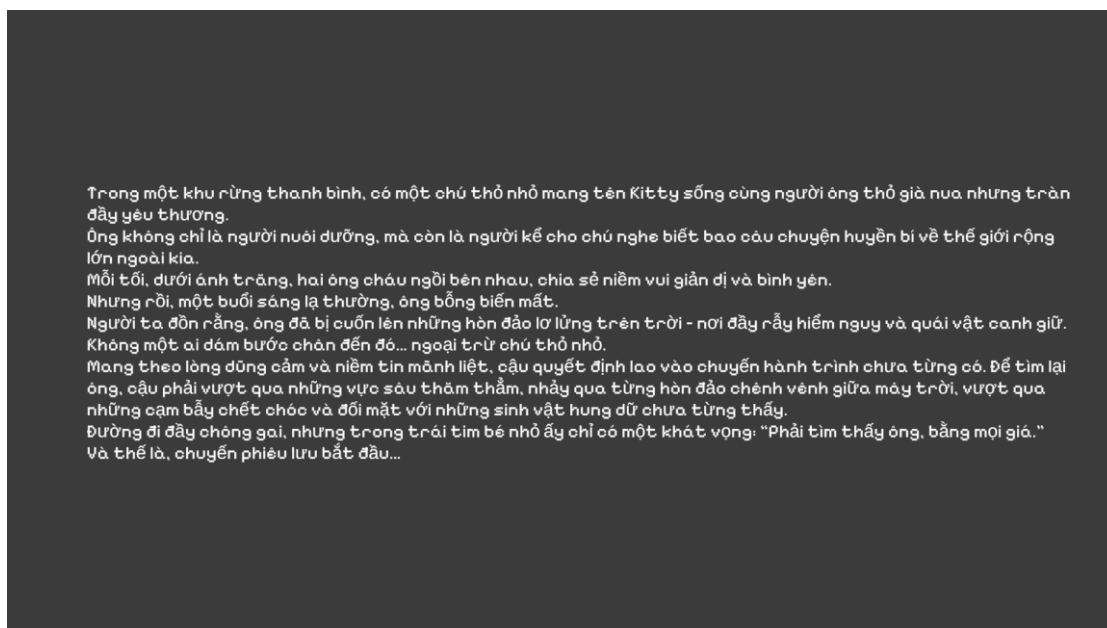 Trong một khu rừng thanh bình, có một chú thỏ nhỏ mang tên Kitty sống cùng người ông thỏ già nua nhưng tràn
đầy yêu thương.
Ông không chỉ là người nuôi dưỡng, mà còn là người kể cho chú nghe biết bao câu chuyện huyền bí về thế giới rộng
lớn ngoài kia.
Mỗi tối, dưới ánh trăng, hai ông cháu ngồi bên nhau, chia sẻ niềm vui giản dị và bình yên.
Nhưng rồi, một buổi sáng lạ thường, ông bỗng biến mất.
Người ta đồn rằng, ông đã bị cuốn lên những hòn đảo lơ lửng trên trời - nơi đầy rẫy hiểm nguy và quái vật canh giữ.
Không một ai dám bước chân đến đó... ngoại trừ chú thỏ nhỏ.
Mang theo lòng dũng cảm và niềm tin mãnh liệt, cậu quyết định lao vào chuyến hành trình chưa từng có. Để tìm lại
ông, cậu phải vượt qua những vực sâu thăm thẳm, nhảy qua từng hòn đảo chênh vênh giữa mây trời, vượt qua
những cạm bẫy chết chóc và đối mặt với những sinh vật hung dữ chưa từng thấy.
Đường đi đầy chông gai, nhưng trong trái tim bé nhỏ ấy chỉ có một khát vọng: “Phải tìm thấy ông, bằng mọi giá.”
Và thế là, chuyến phiêu lưu bắt đầu...